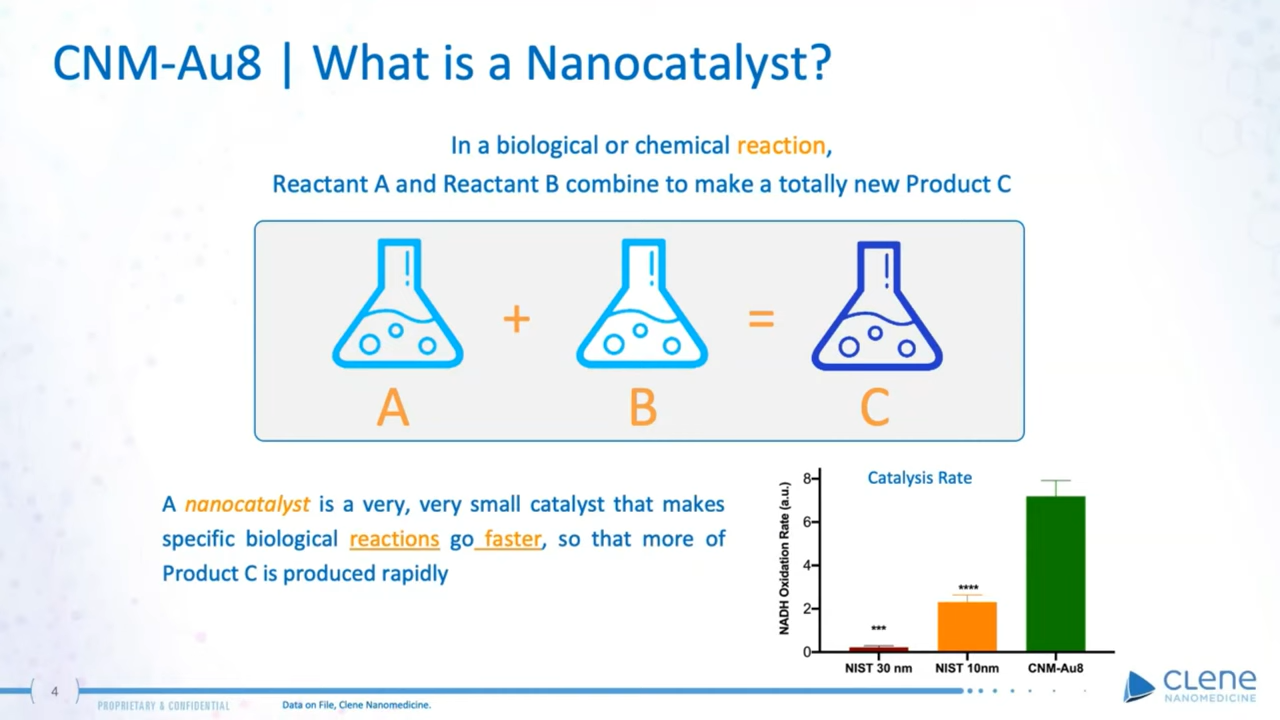 CNM-Au8 | What is a Nanocatalyst?
In a biological or chemical reaction,
Reactant A and Reactant B combine to make a totally new Product C
+
=
A
B
C
A nanocatalyst is a very, very small catalyst that makes
specific biological reactions go faster, so that more of
Product C is produced rapidly
Catalysis Rate
NADH Oxidation Rate (a.u.)
8
6
4
2
0
***
****
NIST 30 nm
NIST 10nm
CNM-Au8
4
PROPRIETARY & CONFIDENTIAL
Data on File, Clene Nanomedicine.
CLENE
NANOMEDICINE